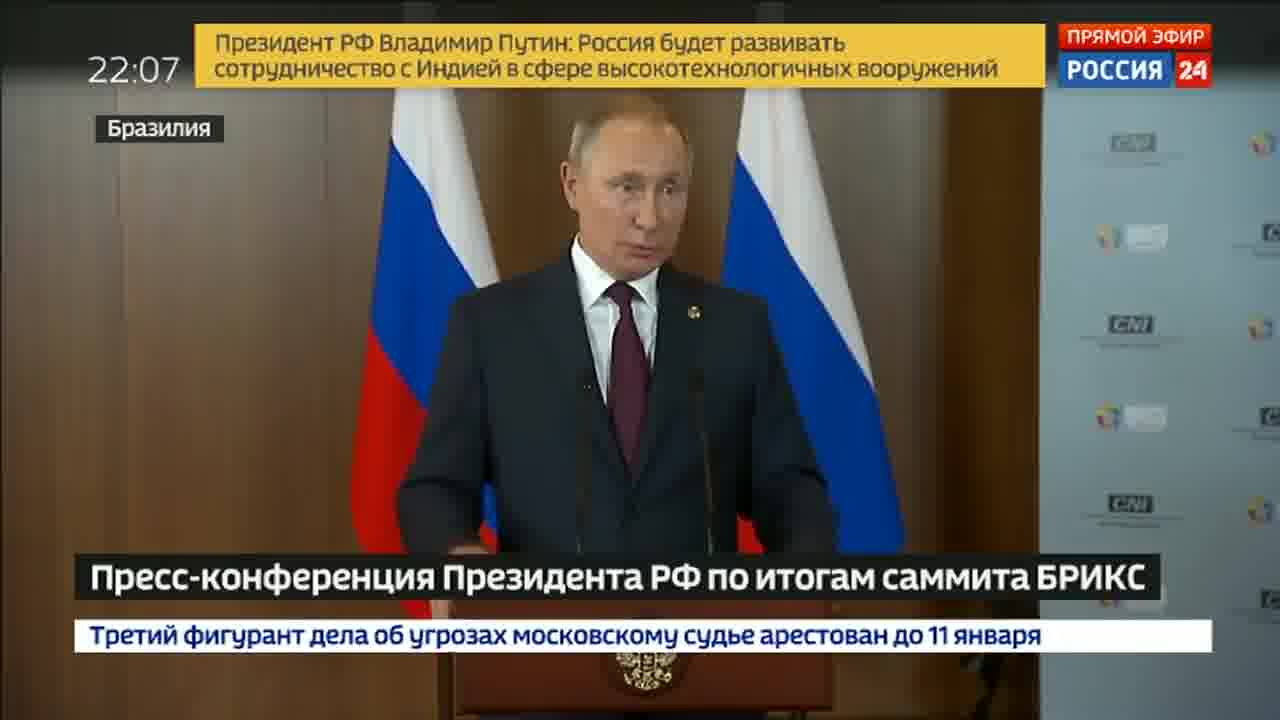 22:07
Президент РФ Владимир Путин: Россия будет развивать
сотрудничество с Индией в сфере высокотехнологичных вооружений
ПРЯМОЙ ЭФИР
РОССИЯ 24
Бразилия
CNI
CNI
CNI
Пресс-конференция Президента РФ по итогам саммита БРИКС
Третий фигурант дела об угрозах московскому судье арестован до 11 января